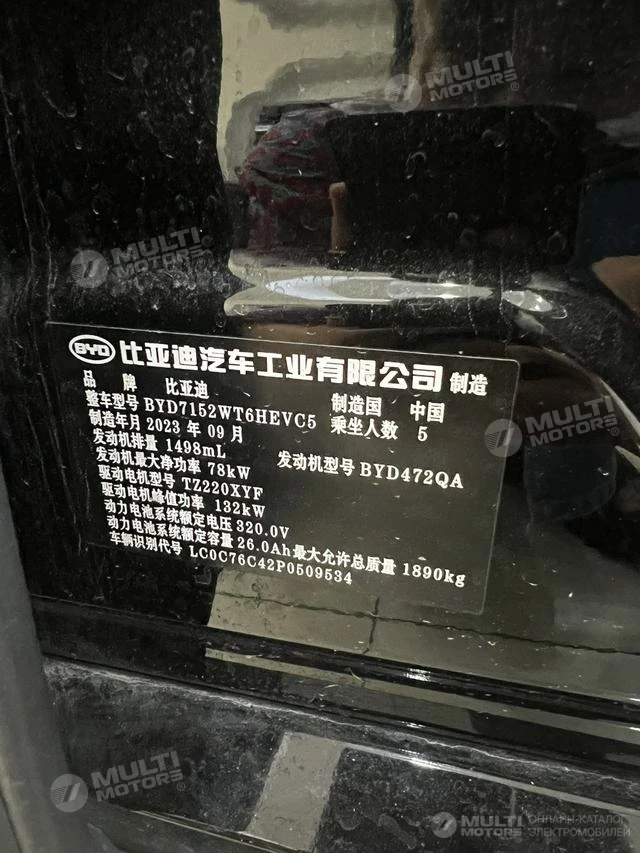 MULTI
MOTORS®
MULTI
MOTORS®
BYD 比亚迪汽车工业有限公司 制造
品 牌 比亚迪
制造国 中国
整车型号 BYD7152WT6HEVC5
乘坐人数 5
制造年月 2023 年 09 月
发动机排量 1498mL
发动机型号 BYD472QA
发动机最大净功率 78kW
驱动电机型号 TZ220XYF
驱动电机峰值功率 132kW
动力电池系统额定电压 320.0V
动力电池系统额定容量 26.0Ah 最大允许总质量 1890kg
车辆识别代号 LC0C76C42P0509534
MULTI
MOTORS
MULTI
MOTORS®
MULTI
MOTORS®
ОНЛАЙН-КАТАЛОГ
ЭЛЕКТРОМОБИЛЕЙ